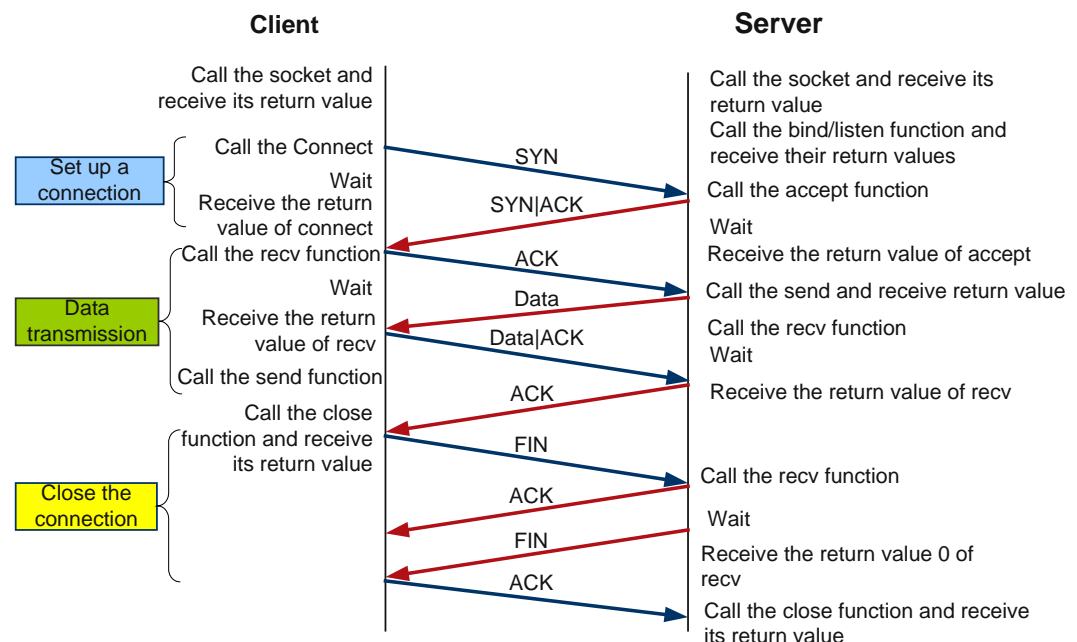 Client
Server
Call the socket and
receive its return value
Call the socket and receive its
return value
Call the bind/listen function and
receive their return values
Set up a
connection
Call the Connect
SYN
Wait
Call the accept function
Receive the return
value of connect
SYN|ACK
Wait
Call the recv function
ACK
Receive the return value of accept
Data
transmission
Wait
Data
Call the send and receive return value
Receive the return
value of recv
Data|ACK
Call the recv function
Wait
Call the send function
ACK
Receive the return value of recv
Call the close
function and receive
its return value
FIN
Call the recv function
Close the
connection
ACK
Wait
FIN
Receive the return value 0 of
recv
ACK
Call the close function and receive
its return value